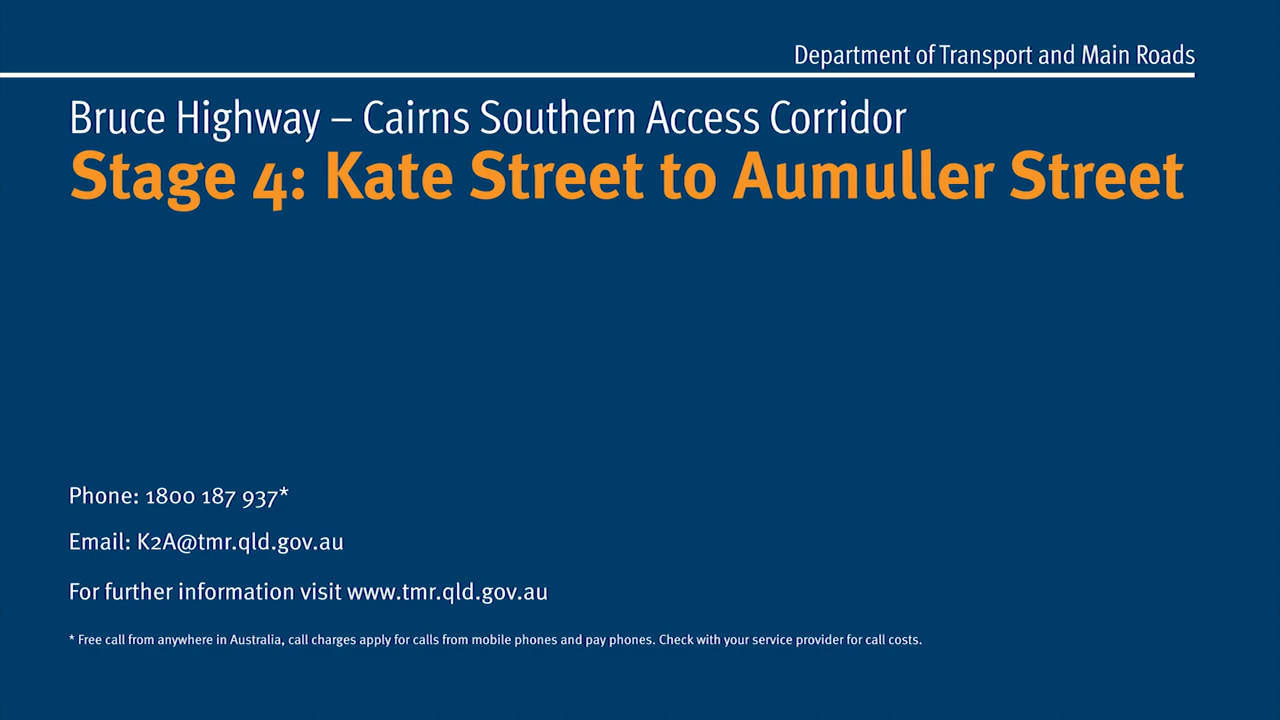 Department of Transport and Main Roads
Bruce Highway – Cairns Southern Access Corridor
Stage 4: Kate Street to Aumuller Street
Phone: 1800 187 937*
Email: K2A@tmr.qld.gov.au
For further information visit www.tmr.qld.gov.au
* Free call from anywhere in Australia, call charges apply for calls from mobile phones and pay phones. Check with your service provider for call costs.